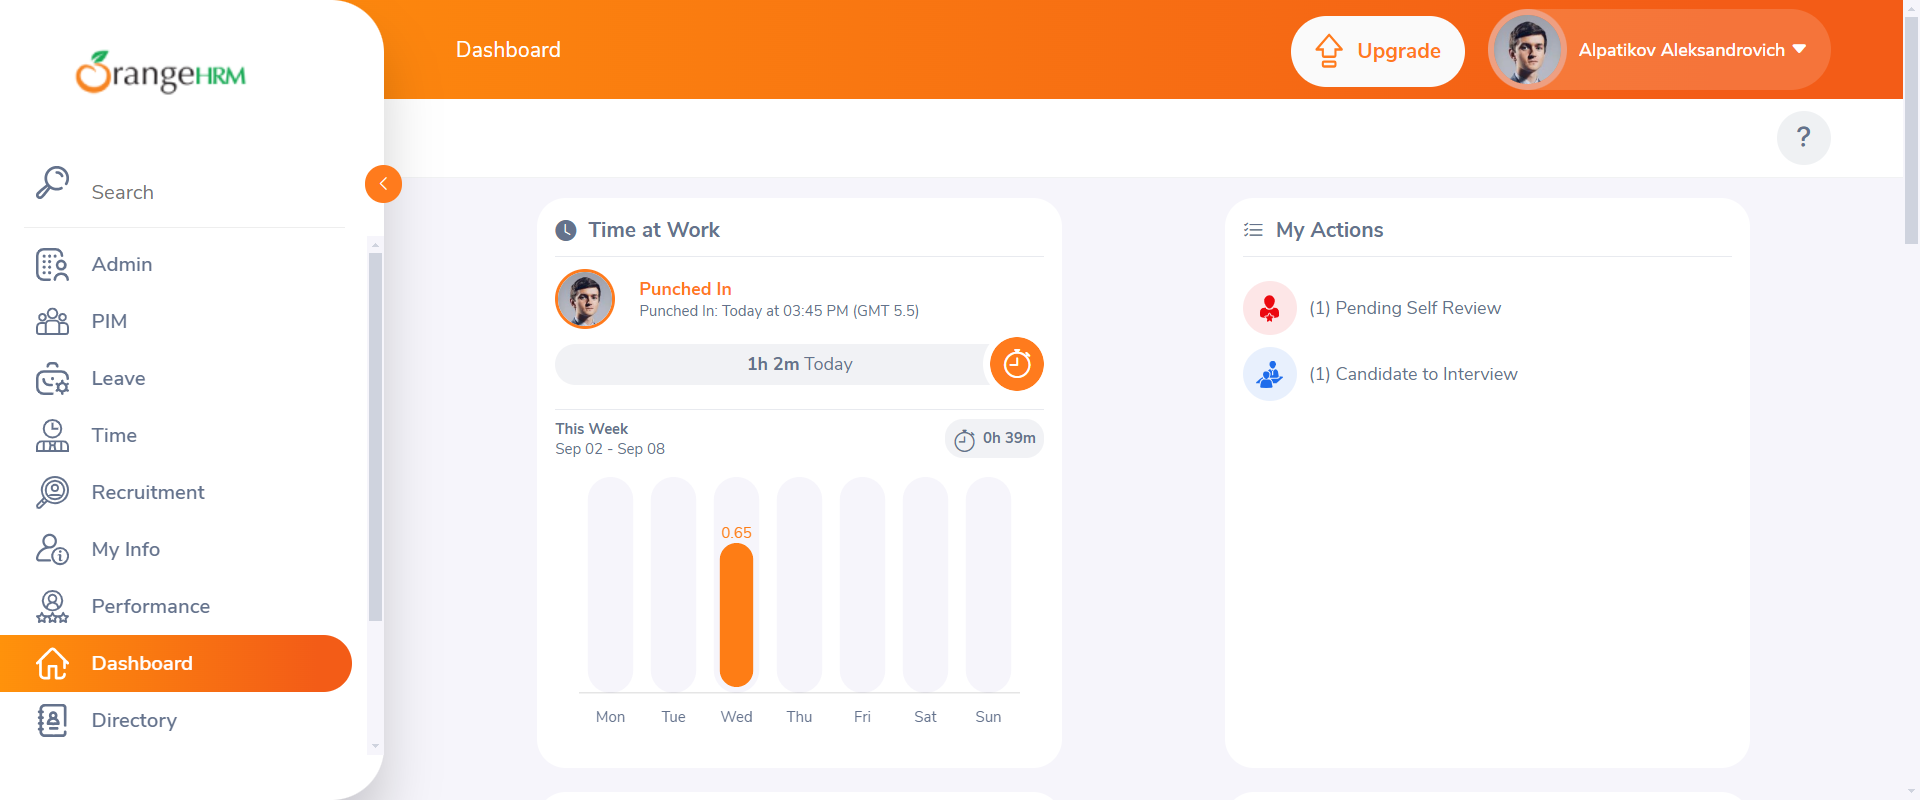 OrangeHRM
Search
Admin
PIM
Leave
Time
Recruitment
My Info
Performance
Dashboard
Directory
Dashboard
Upgrade
Alpatikov Aleksandrovich
?
Time at Work
Punched In
Punched In: Today at 03:45 PM (GMT 5.5)
1h 2m Today
This Week
Sep 02 - Sep 08
0h 39m
0.65
Mon Tue Wed Thu Fri Sat Sun
My Actions
(1) Pending Self Review
(1) Candidate to Interview